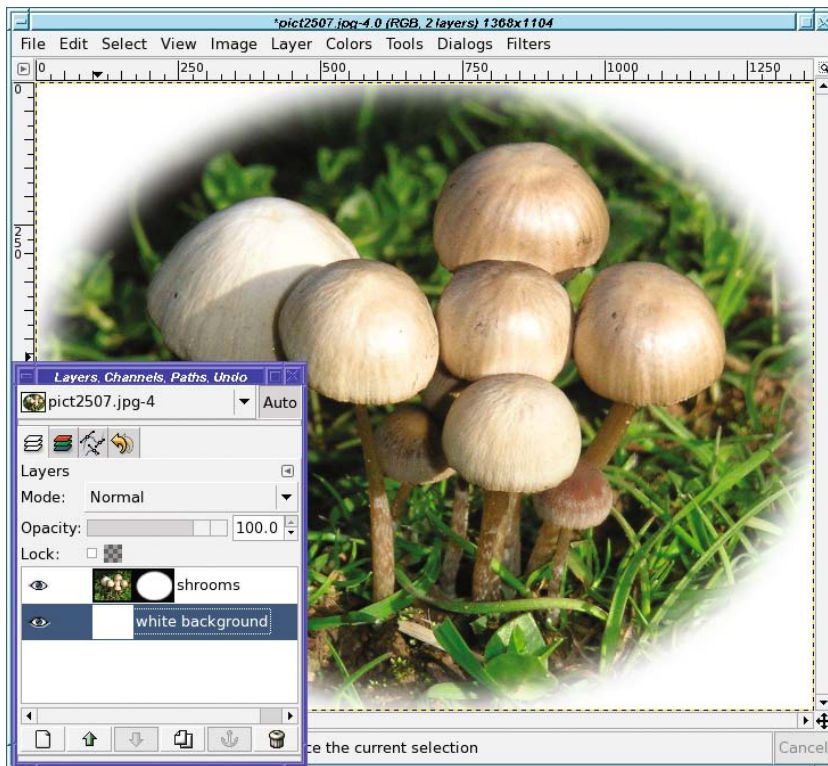 *pict2507.jpg-4.0 (RGB, 2 layers) 1368x1104
File Edit Select View Image Layer Colors Tools Dialogs Filters
0 250 500 750 1000 1250
0
250
Layers, Channels, Paths, Undo
pict2507.jpg-4 Auto
Layers
Mode: Normal
Opacity: 100.0
Lock:
shrooms
white background
ce the current selection Cancel